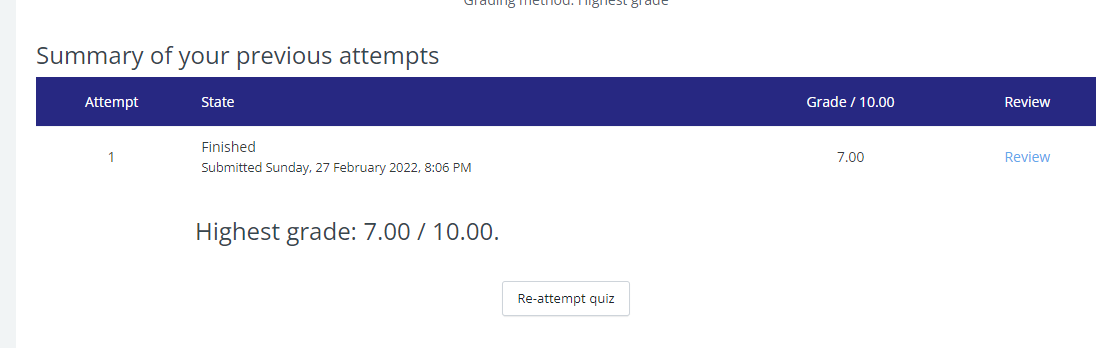 Grading method: Highest grade
Summary of your previous attempts
Attempt State Grade / 10.00 Review
1 Finished 7.00 Review
Submitted Sunday, 27 February 2022, 8:06 PM
Highest grade: 7.00 / 10.00.
Re-attempt quiz